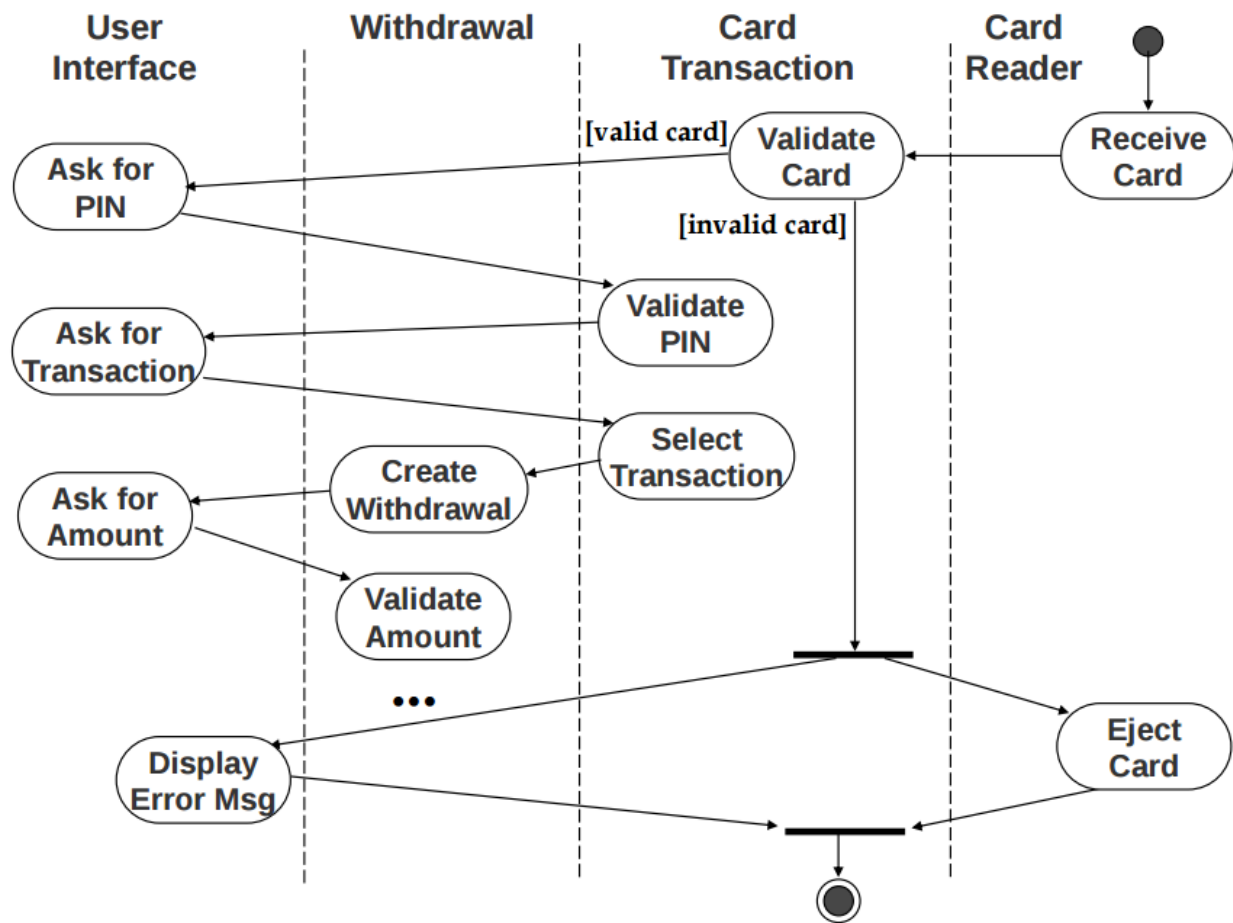 User
Interface
Withdrawal
Card
Transaction
Card
Reader
[valid card]
Validate
Card
Receive
Card
Ask for
PIN
[invalid card]
Validate
PIN
Ask for
Transaction
Select
Transaction
Create
Withdrawal
Ask for
Amount
Validate
Amount
•••
Eject
Card
Display
Error Msg